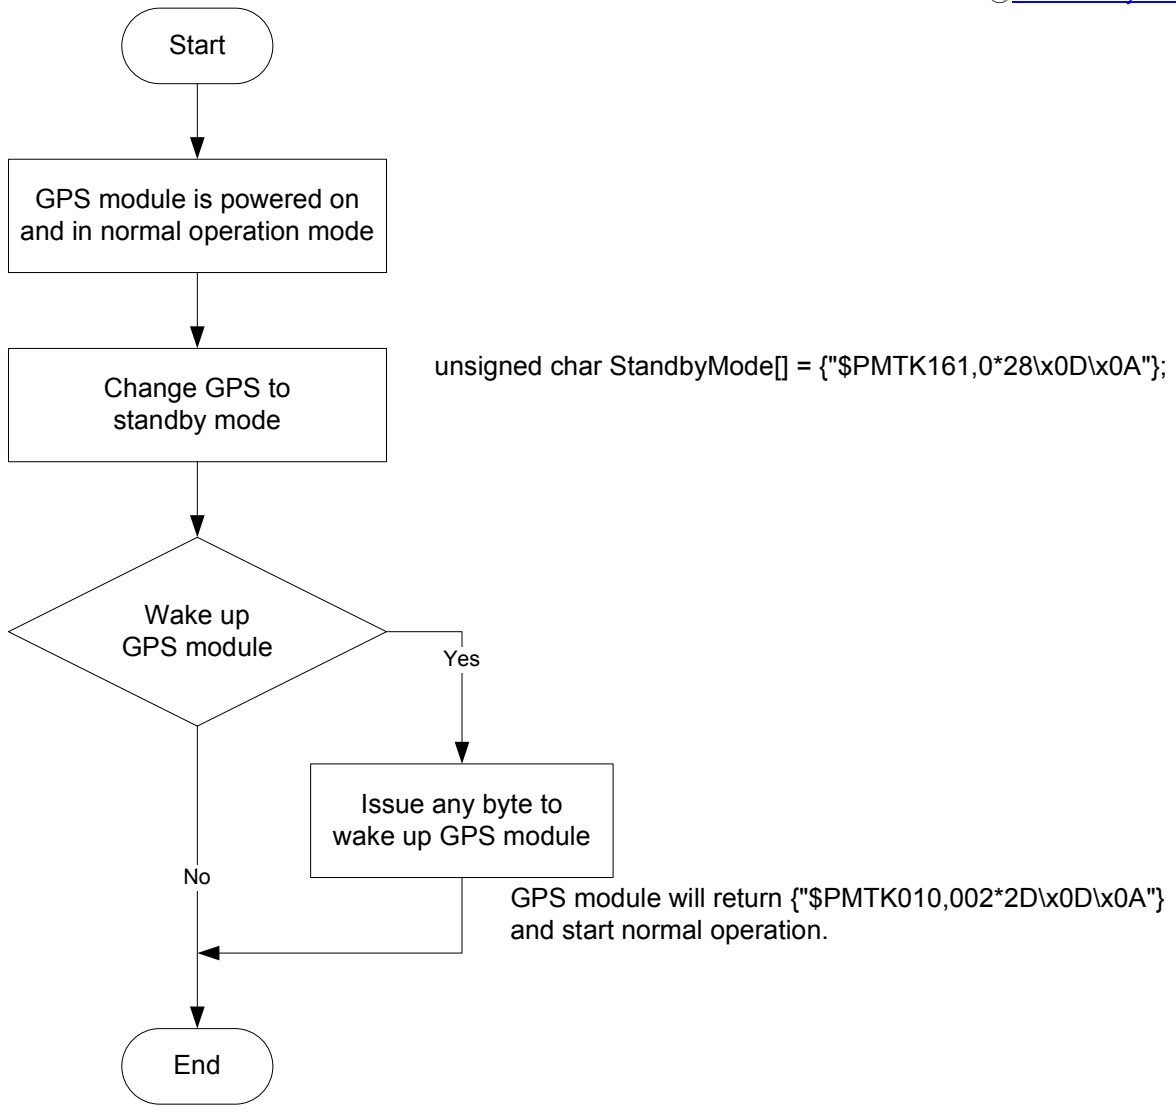 Start
GPS module is powered on
and in normal operation mode
Change GPS to
standby mode
unsigned char StandbyMode[] = {"$PMTK161,0*28\x0D\x0A"};
Wake up
GPS module
Yes
Issue any byte to
wake up GPS module
No
GPS module will return {"$PMTK010,002*2D\x0D\x0A"}
and start normal operation.
End